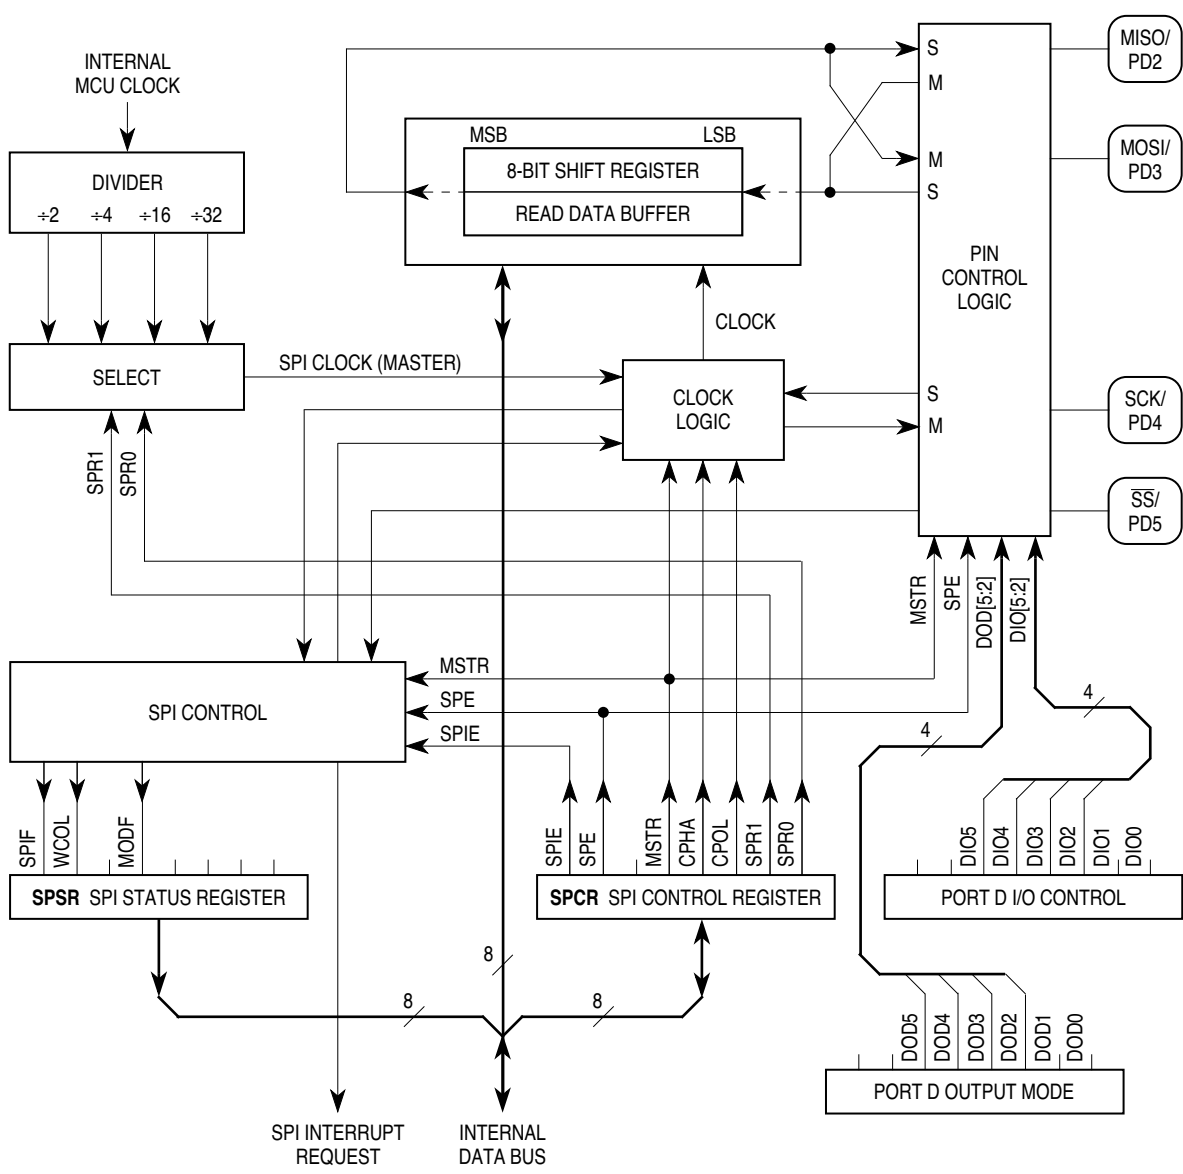 INTERNAL
MCU CLOCK
DIVIDER
÷2 ÷4 ÷16 ÷32
SELECT
SPI CLOCK (MASTER)
SPR1
SPR0
MSB LSB
8-BIT SHIFT REGISTER
READ DATA BUFFER
CLOCK
CLOCK
LOGIC
S
M
M
S
PIN
CONTROL
LOGIC
S
M
MISO/
PD2
MOSI/
PD3
SCK/
PD4
SS/
PD5
MSTR
SPE
DOD[5:2]
DIO[5:2]
SPI CONTROL
MSTR
SPE
SPIE
4
4
SPIF
WCOL
MODF
SPSR SPI STATUS REGISTER
SPIE
SPE
MSTR
CPHA
CPOL
SPR1
SPR0
SPCR SPI CONTROL REGISTER
DIO5
DIO4
DIO3
DIO2
DIO1
DIO0
PORT D I/O CONTROL
8
8
8
DOD5
DOD4
DOD3
DOD2
DOD1
DOD0
PORT D OUTPUT MODE
SPI INTERRUPT
REQUEST
INTERNAL
DATA BUS